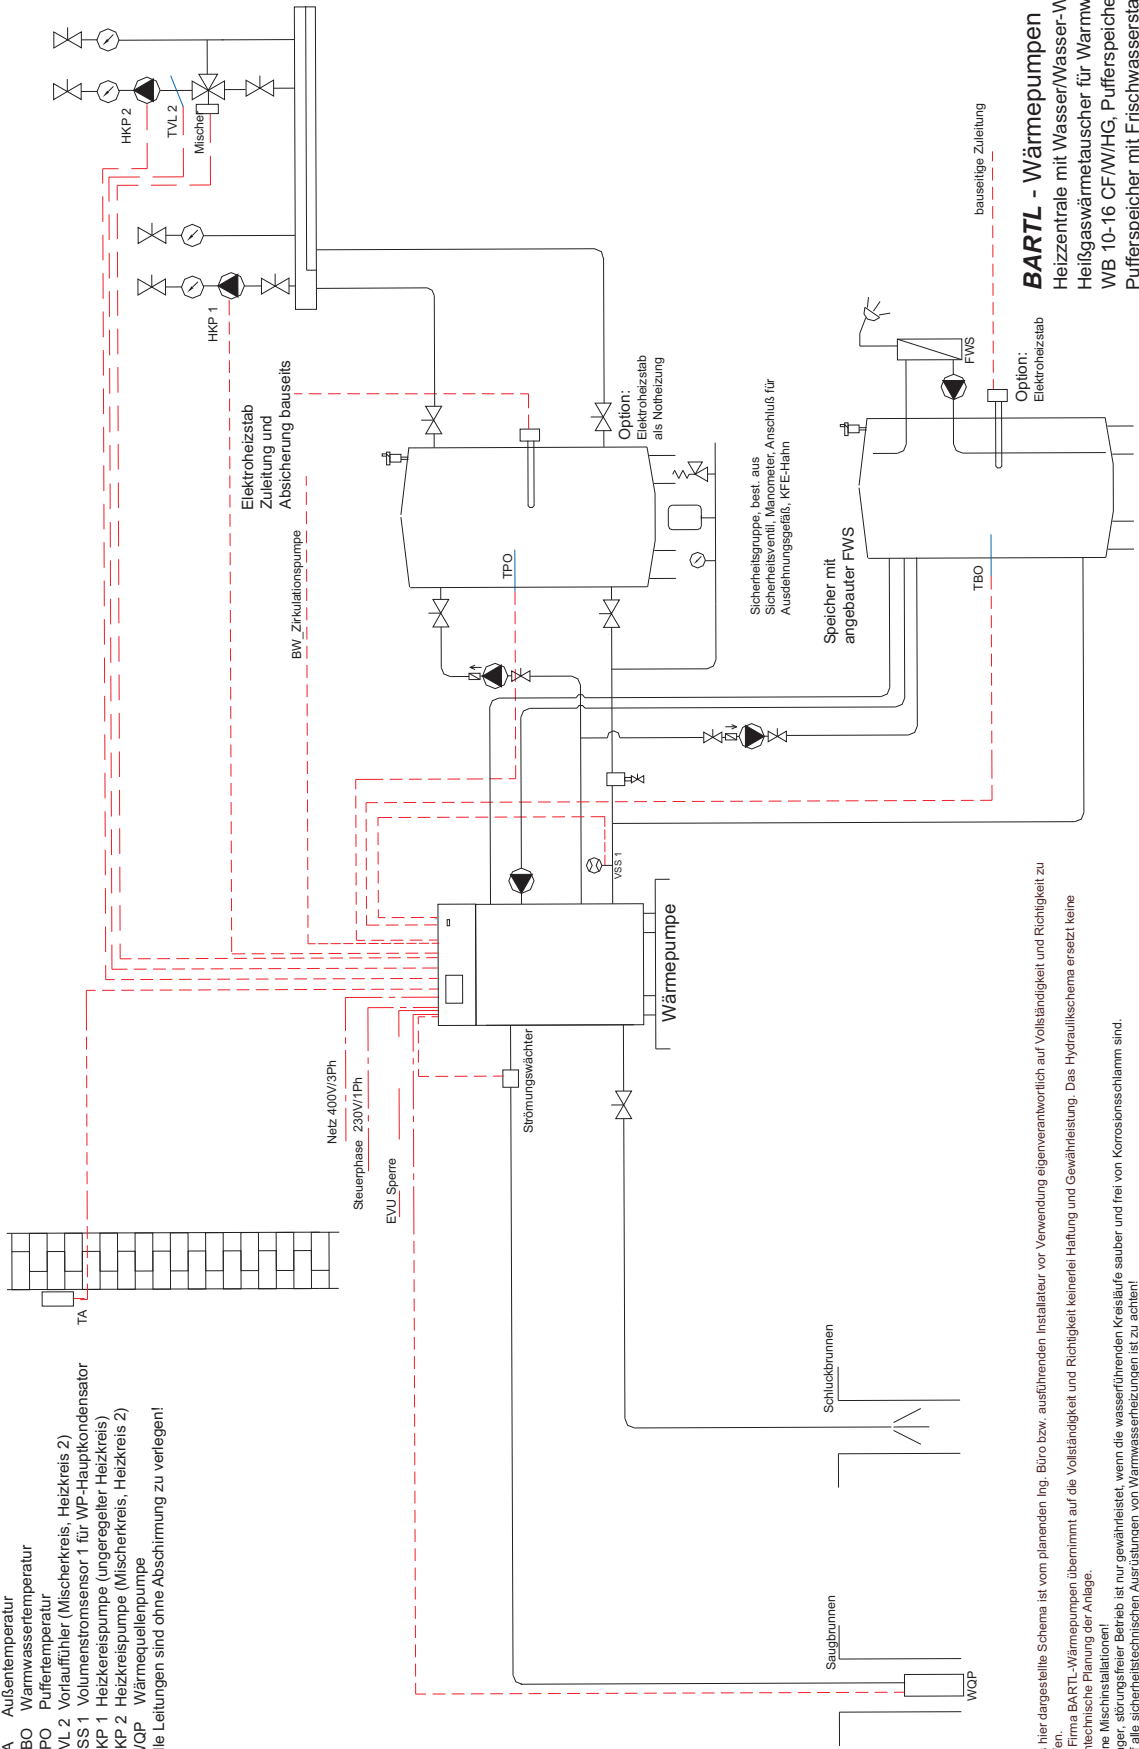 A Außentemperatur
BO Warmwassertemperatur
PO Puffertemperatur
VL 2 Vorlauffühler (Mischerkreis, Heizkreis 2)
SS 1 Volumenstromsensor 1 für WP-Hauptkondensator
KP 1 Heizkereispumpe (ungeregelter Heizkreis)
KP 2 Heizkreispumpe (Mischerkreis, Heizkreis 2)
VQP Wärmequellenpumpe
lle Leitungen sind ohne Abschirmung zu verlegen!
TA
HKP 2
TVL 2
Mischer
HKP 1
Elektroheizstab
Zuleitung und
Absicherung bauseits
BW_Zirkulationspumpe
TPO
Option:
Elektroheizstab
als Notheizung
Sicherheitsgruppe, best. aus
Sicherheitsventil, Manometer, Anschluß für
Ausdehnungsgefäß, KFE-Hahn
Speicher mit
angebauter FWS
TBO
FWS
Option:
Elektroheizstab
bauseitige Zuleitung
VSS 1
Wärmepumpe
Netz 400V/3Ph
Steuerphase 230V/1Ph
EVU Sperre
Strömungswächter
Schluckbrunnen
Saugbrunnen
WQP
BARTL - Wärmepumpen
Heizzentrale mit Wasser/Wasser-W
Heißgaswärmetauscher für Warmw
WB 10-16 CF/W/HG, Pufferspeiche
Pufferspeicher mit Frischwassersta
s hier dargestellte Schema ist vom planenden Ing. Büro bzw. ausführenden Installateur vor Verwendung eigenverantwortlich auf Vollständigkeit und Richtigkeit zu
fen.
Firma BARTL-Wärmepumpen übernimmt auf die Vollständigkeit und Richtigkeit keinerlei Haftung und Gewährleistung. Das Hydraulikschema ersetzt keine
ntechnische Planung der Anlage.
ne Mischinstallationen!
nger, störungsfreier Betrieb ist nur gewährleistet, wenn die wasserführenden Kreisläufe sauber und frei von Korrosionsschlamm sind.
f alle sicherheitstechnischen Ausrüstungen von Warmwasserheizungen ist zu achten!